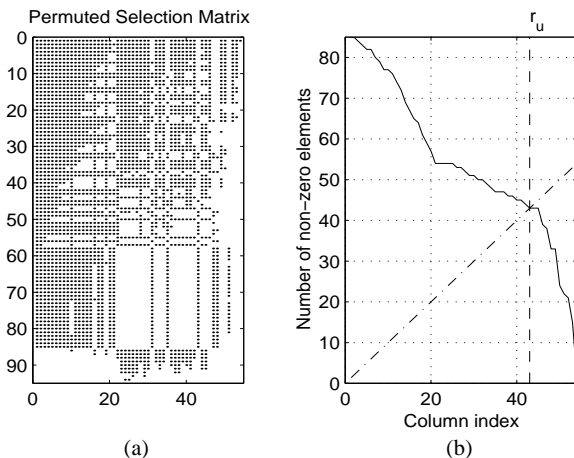 Permuted Selection Matrix
0
10
20
30
40
50
60
70
80
90
0 20 40
(a)
r_u
Number of non-zero elements
80
70
60
50
40
30
20
10
0
0 20 40
Column index
(b)